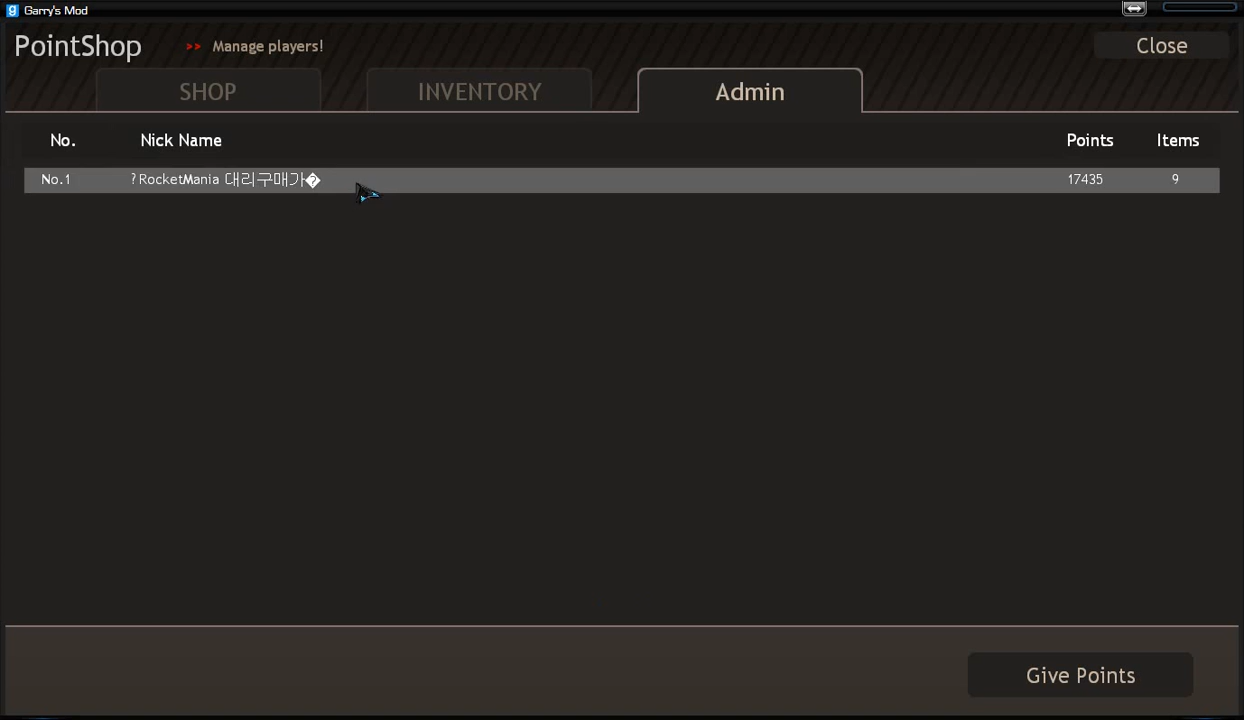 Garry's Mod
PointShop >> Manage players! Close
SHOP INVENTORY Admin
No. Nick Name Points Items
No.1 ?RocketMania 대리구매가� 17435 9
Give Points